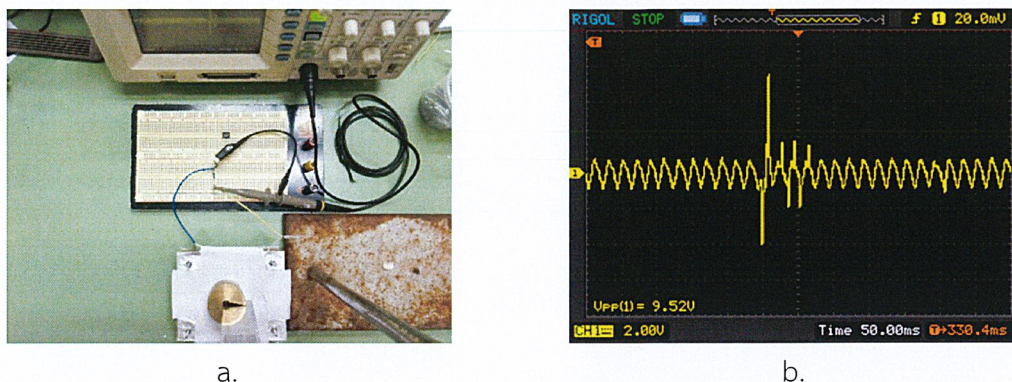 RIGOL STOP T f 1 20.0mV
T
1
Vpp(1)= 9.52V
CH1 2.00V Time 50.00ms T→330.4ms
a. b.